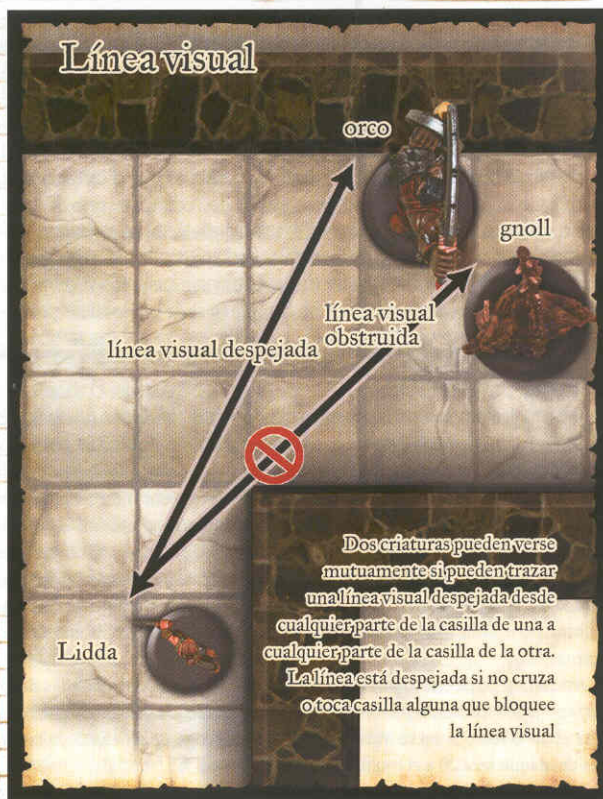 Línea visual
orco
gnoll
línea visual
obstruida
línea visual despejada
Dos criaturas pueden verse
mutuamente si pueden trazar
una línea visual despejada desde
cualquier parte de la casilla de una a
cualquier parte de la casilla de la otra.
La línea está despejada si no cruza
o toca casilla alguna que bloquee
la línea visual
Lidda